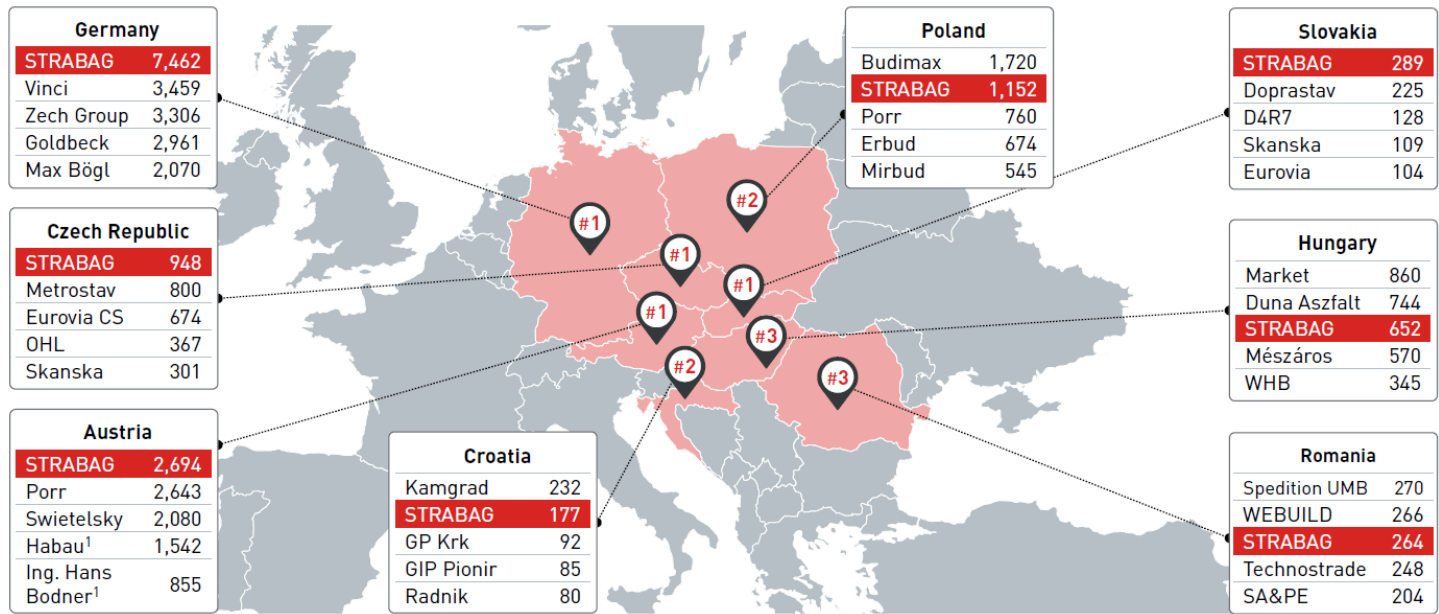 Germany
STRABAG 7,462
Vinci 3,459
Zech Group 3,306
Goldbeck 2,961
Max Bögl 2,070
Czech Republic
STRABAG 948
Metrostav 800
Eurovia CS 674
OHL 367
Skanska 301
Austria
STRABAG 2,694
Porr 2,643
Swietelsky 2,080
Habau¹ 1,542
Ing. Hans
Bodner¹ 855
Croatia
Kamgrad 232
STRABAG 177
GP Krk 92
GIP Pionir 85
Radnik 80
Poland
Budimax 1,720
STRABAG 1,152
Porr 760
Erbud 674
Mirbud 545
Slovakia
STRABAG 289
Doprastav 225
D4R7 128
Skanska 109
Eurovia 104
Hungary
Market 860
Duna Aszfalt 744
STRABAG 652
Mészáros 570
WHB 345
Romania
Spedition UMB 270
WEBUILD 266
STRABAG 264
Technostrade 248
SA&PE 204
#1
#2
#1
#1
#1
#3
#2
#3